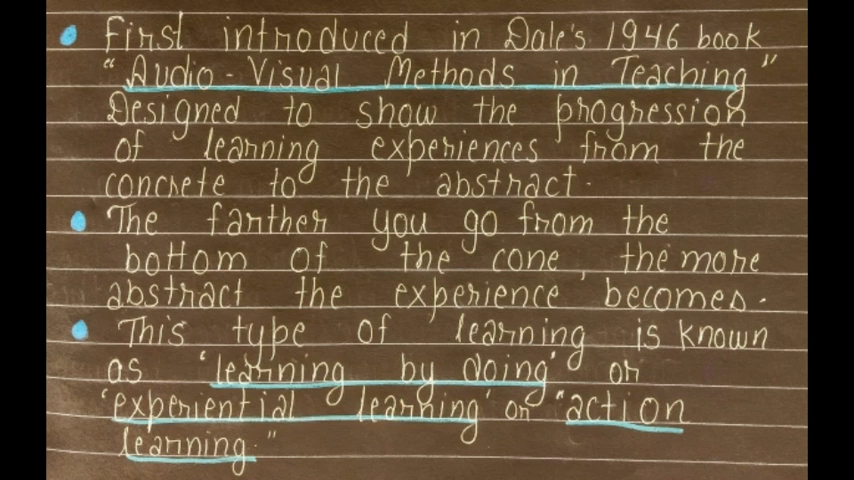 First introduced in Dale's 1946 book
"Audio-Visual Methods in Teaching"
Designed to show the progression
of learning experiences from the
concrete to the abstract.
The farther you go from the
bottom of the cone, the more
abstract the experience becomes.
This type of learning is known
as 'learning by doing' or
'experiential learning' or "action
learning."